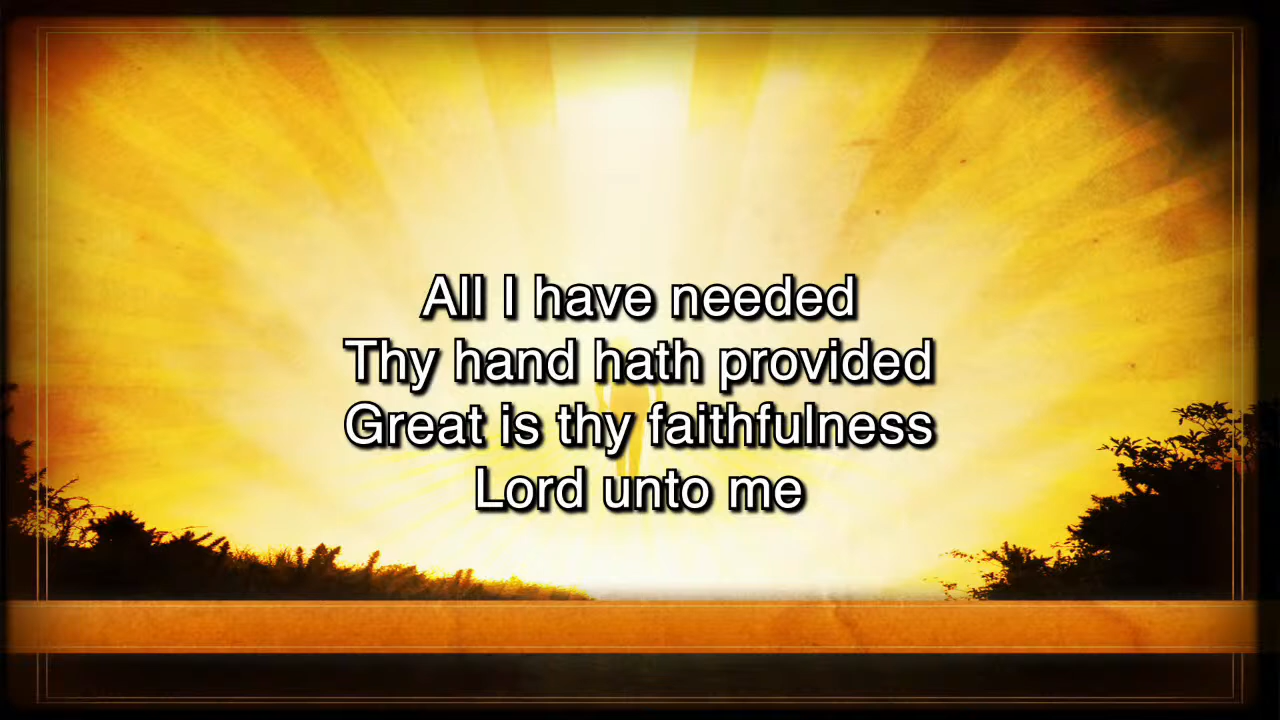 All I have needed
Thy hand hath provided
Great is thy faithfulness
Lord unto me